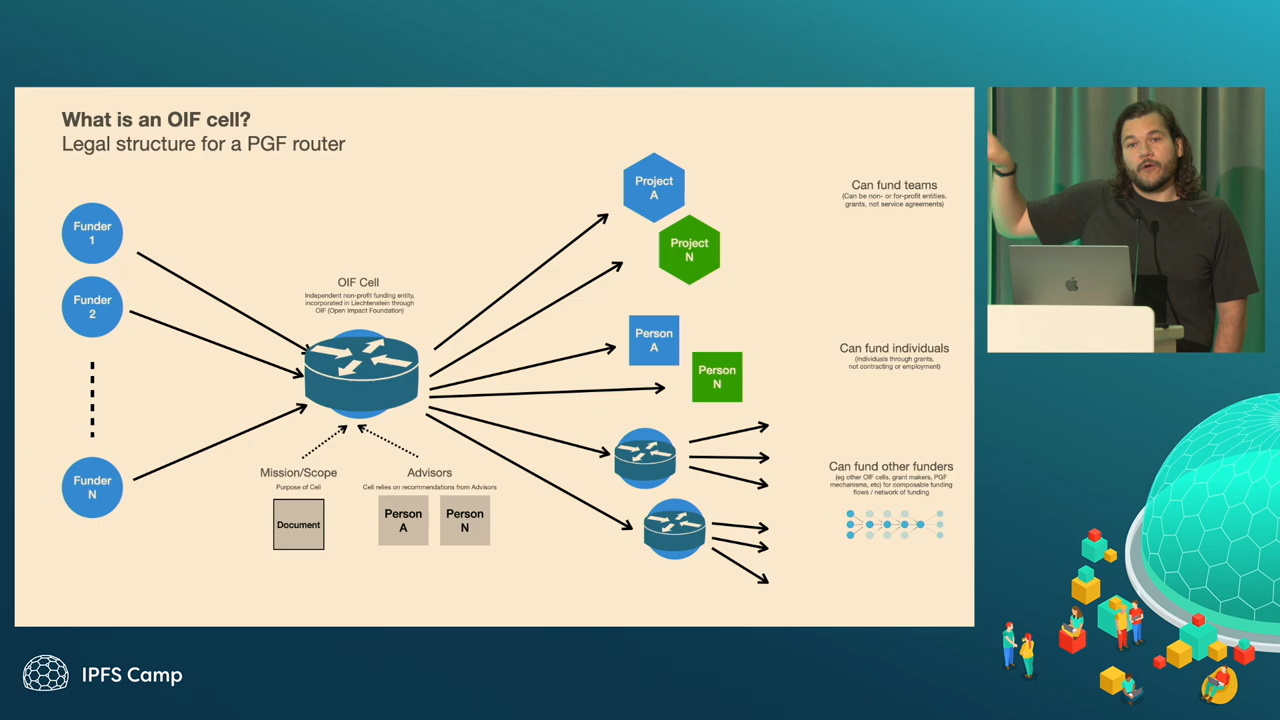 What is an OIF cell?
Legal structure for a PGF router
Funder
1
Funder
2
Funder
N
OIF Cell
Independent non-profit funding entity,
incorporated in Liechtenstein through
OIF (Open Impact Foundation)
Mission/Scope
Purpose of Cell
Document
Advisors
Cell relies on recommendations from Advisors
Person
A
Person
N
Project
A
Project
N
Person
A
Person
N
Can fund teams
(Can be non- or for-profit entities.
grants, not service agreements)
Can fund individuals
(Individuals through grants,
not contracting or employment)
Can fund other funders
(eg other OIF cells, grant makers, PGF
mechanisms, etc) for composable funding
flows / network of funding
IPFS Camp